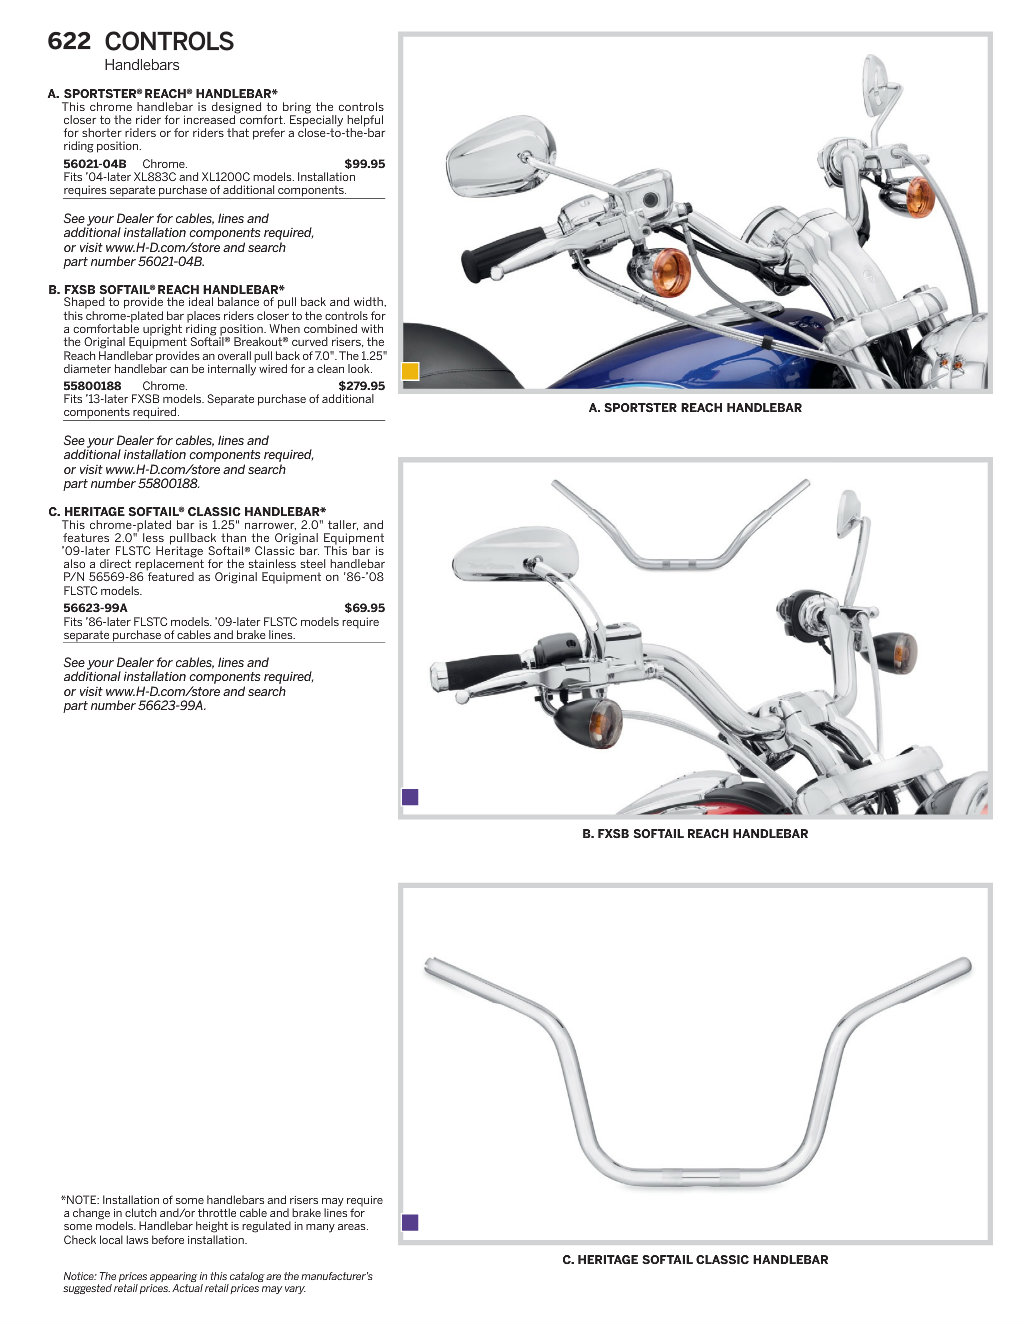 622 CONTROLS
Handlebars
A. SPORTSTER® REACH® HANDLEBAR*
This chrome handlebar is designed to bring the controls
closer to the rider for increased comfort. Especially helpful
for shorter riders or for riders that prefer a close-to-the-bar
riding position.
56021-04B Chrome. $99.95
Fits ’04-later XL883C and XL1200C models. Installation
requires separate purchase of additional components.
See your Dealer for cables, lines and
additional installation components required,
or visit www.H-D.com/store and search
part number 56021-04B.
B. FXSB SOFTAIL® REACH HANDLEBAR*
Shaped to provide the ideal balance of pull back and width,
this chrome-plated bar places riders closer to the controls for
a comfortable upright riding position. When combined with
the Original Equipment Softail® Breakout® curved risers, the
Reach Handlebar provides an overall pull back of 7.0". The 1.25"
diameter handlebar can be internally wired for a clean look.
55800188 Chrome. $279.95
Fits ’13-later FXSB models. Separate purchase of additional
components required.
See your Dealer for cables, lines and
additional installation components required,
or visit www.H-D.com/store and search
part number 55800188.
C. HERITAGE SOFTAIL® CLASSIC HANDLEBAR*
This chrome-plated bar is 1.25" narrower, 2.0" taller, and
features 2.0" less pullback than the Original Equipment
’09-later FLSTC Heritage Softail® Classic bar. This bar is
also a direct replacement for the stainless steel handlebar
P/N 56569-86 featured as Original Equipment on ’86-’08
FLSTC models.
56623-99A $69.95
Fits ’86-later FLSTC models. ’09-later FLSTC models require
separate purchase of cables and brake lines.
See your Dealer for cables, lines and
additional installation components required,
or visit www.H-D.com/store and search
part number 56623-99A.
*NOTE: Installation of some handlebars and risers may require
a change in clutch and/or throttle cable and brake lines for
some models. Handlebar height is regulated in many areas.
Check local laws before installation.
Notice: The prices appearing in this catalog are the manufacturer’s
suggested retail prices. Actual retail prices may vary.
A. SPORTSTER REACH HANDLEBAR
B. FXSB SOFTAIL REACH HANDLEBAR
C. HERITAGE SOFTAIL CLASSIC HANDLEBAR